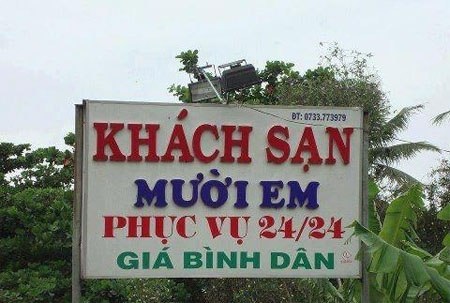 ĐT: 0733.773979
KHÁCH SẠN
MƯỜI EM
PHỤC VỤ 24/24
GIÁ BÌNH DÂN